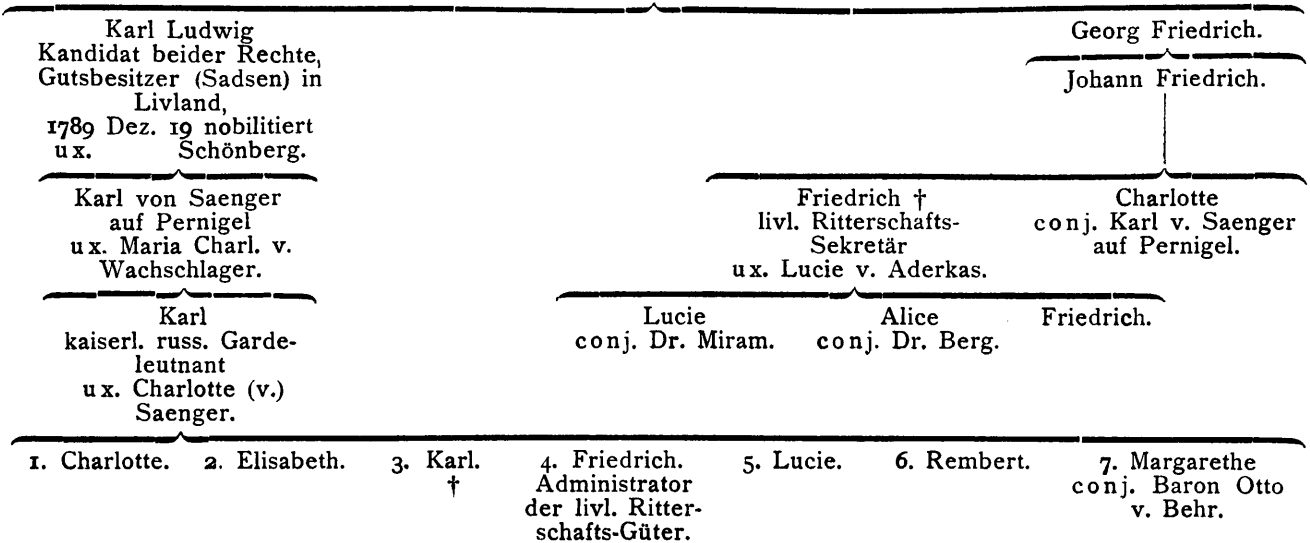 Karl Ludwig
Kandidat beider Rechte,
Gutsbesitzer (Sadsen) in
Livland,
1789 Dez. 19 nobilitiert
ux. Schönberg.
Georg Friedrich.
Johann Friedrich.
Karl von Saenger
auf Pernigel
ux. Maria Charl. v.
Wachschlager.
Friedrich †
livl. Ritterschafts-
Sekretär
ux. Lucie v. Aderkas.
Charlotte
conj. Karl v. Saenger
auf Pernigel.
Karl
kaiserl. russ. Garde-
leutnant
ux. Charlotte (v.)
Saenger.
Lucie
conj. Dr. Miram.
Alice
conj. Dr. Berg.
Friedrich.
1. Charlotte.
2. Elisabeth.
3. Karl.
†
4. Friedrich.
Administrator
der livl. Ritter-
schafts-Güter.
5. Lucie.
6. Rembert.
7. Margarethe
conj. Baron Otto
v. Behr.